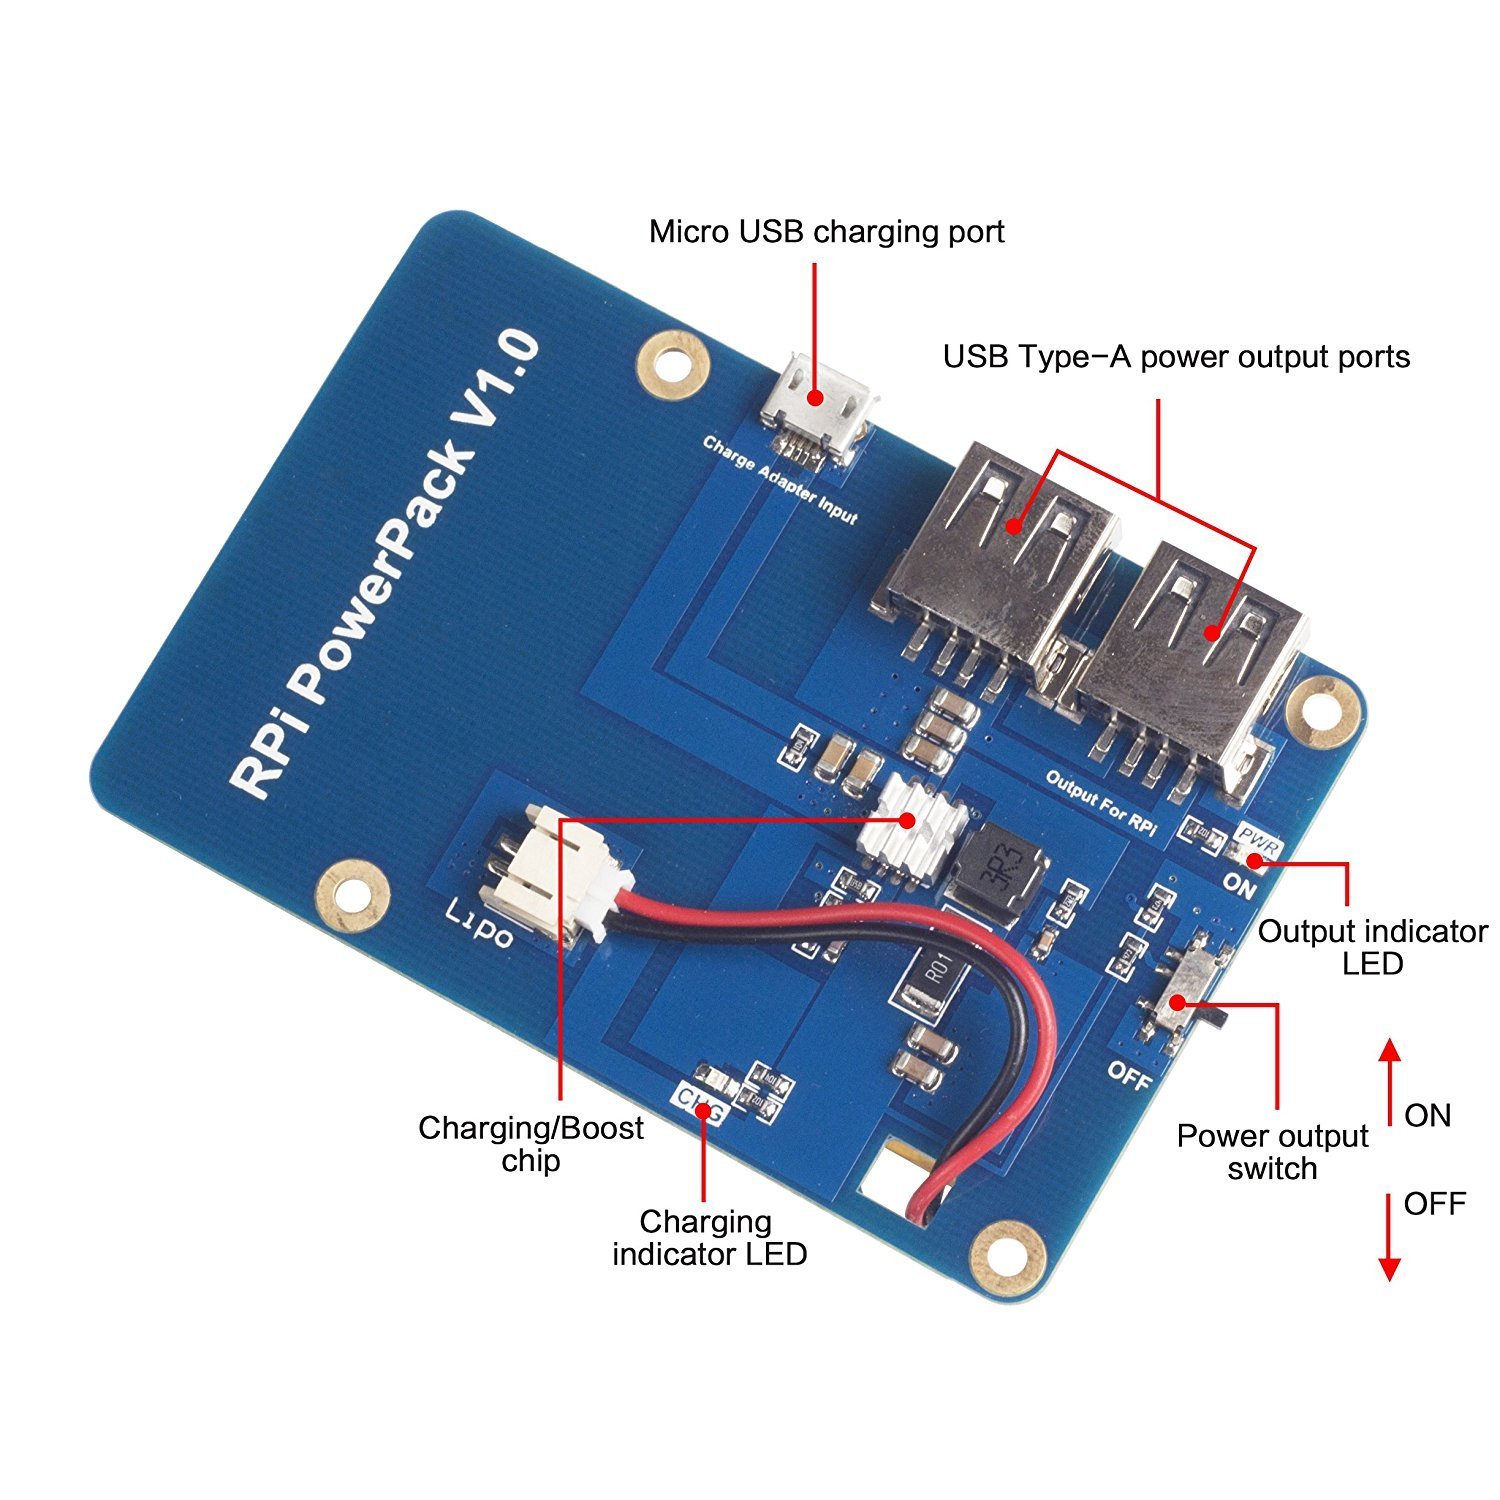 Micro USB charging port
USB Type-A power output ports
RPi PowerPack V1.0
Charge Adapter Input
Output For RPi
PWR
ON
3R3
Lipo
R01
Output indicator
LED
OFF
CHG
Charging/Boost
chip
Charging
indicator LED
Power output
switch
ON
OFF